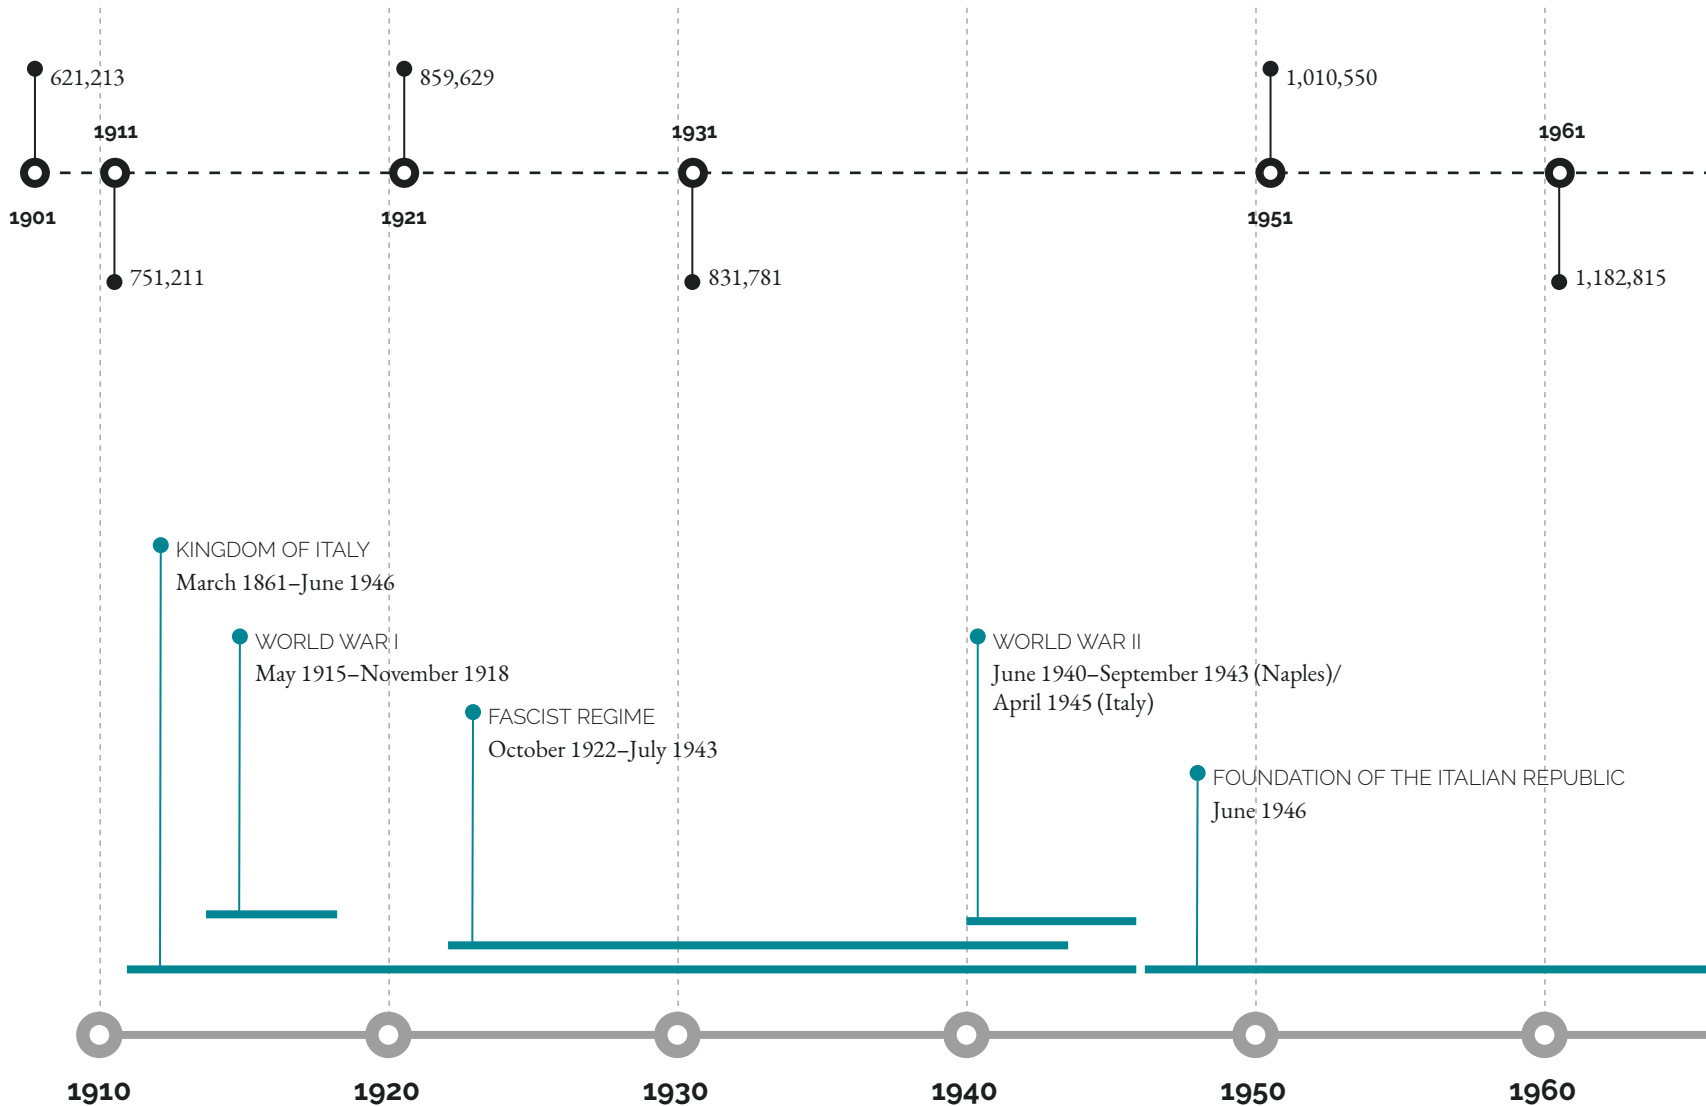 621,213
859,629
1,010,550
1911
1931
1961
1901
1921
1951
751,211
831,781
1,182,815
KINGDOM OF ITALY
March 1861–June 1946
WORLD WAR I
May 1915–November 1918
WORLD WAR II
June 1940–September 1943 (Naples)/
April 1945 (Italy)
FASCIST REGIME
October 1922–July 1943
FOUNDATION OF THE ITALIAN REPUBLIC
June 1946
1910
1920
1930
1940
1950
1960